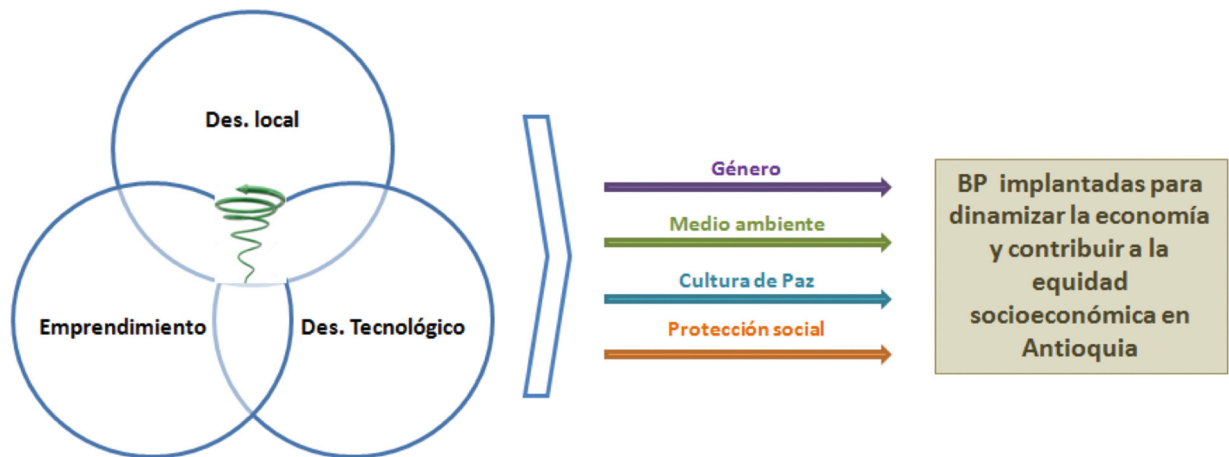 Des. local
Emprendimiento
Des. Tecnológico
Género
Medio ambiente
Cultura de Paz
Protección social
BP implantadas para
dinamizar la economía
y contribuir a la
equidad
socioeconómica en
Antioquia